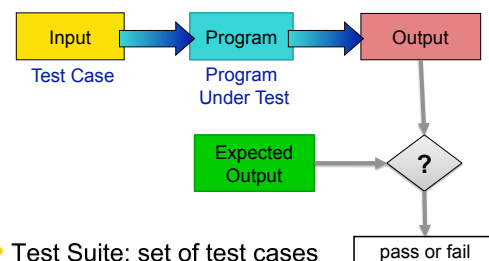 Input
Program
Output
Test Case
Program
Under Test
Expected
Output
?
• Test Suite: set of test cases
pass or fail